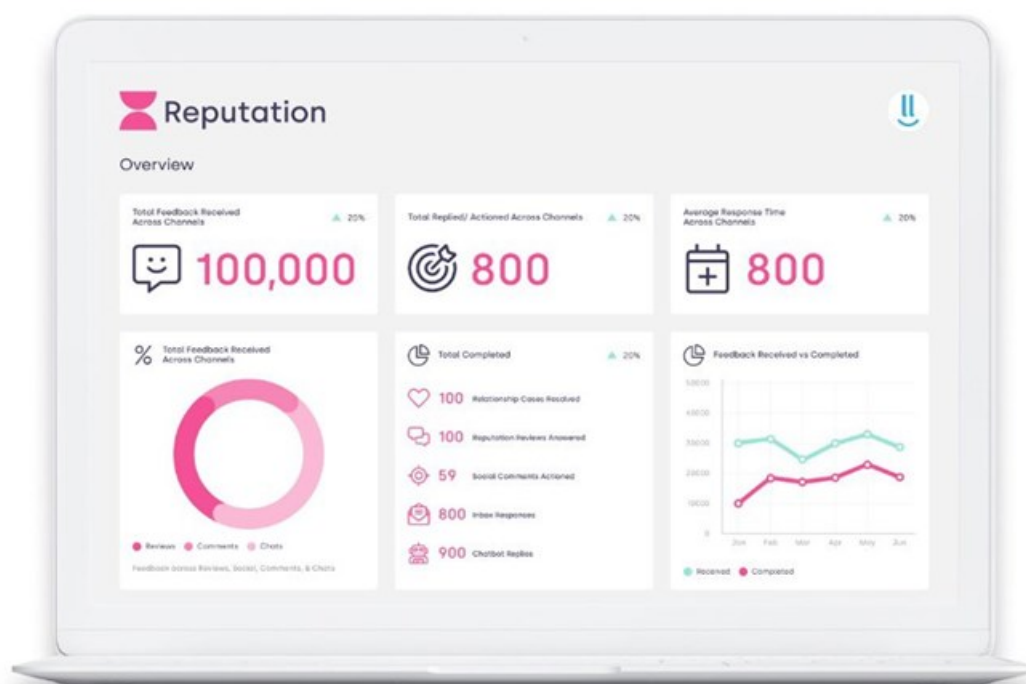 Reputation
Overview
Total Feedback Received
Across Channels
20%
100,000
Total Replied/ Actioned Across Channels
20%
800
Average Response Time
Across Channels
20%
800
%
Total Feedback Received
Across Channels
Reviews
Comments
Chats
Feedback across Reviews, Social, Comments, & Chats
Total Completed
20%
100 Relationship Cases Resolved
100 Reputation Reviews Answered
59 Social Comments Actioned
800 Inbox Responses
900 Chatbot Replies
Feedback Received vs Completed
50000
40000
30000
20000
10000
0
Jan Feb Mar Apr May Jun
Received
Completed